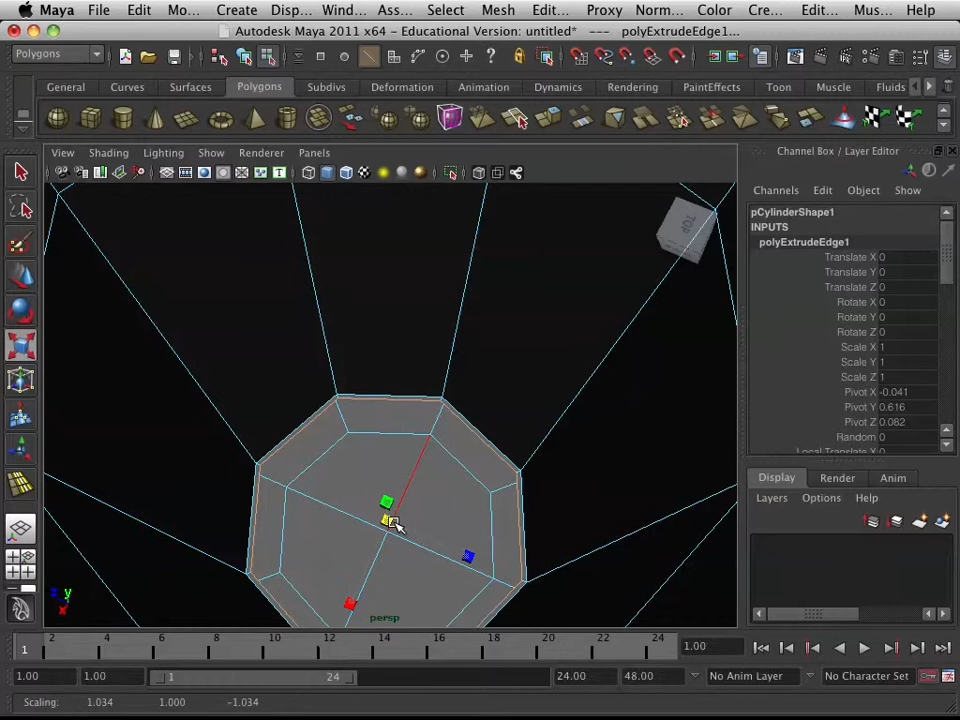 Maya File Edit Mo... Create Disp... Wind... Ass... Select Mesh Edit... Proxy Norm... Color Cre... Edit... Mus... Help
Autodesk Maya 2011 x64 - Educational Version: untitled* --- polyExtrudeEdge1...
Polygons
General Curves Surfaces Polygons Subdivs Deformation Animation Dynamics Rendering PaintEffects Toon Muscle Fluids
View Shading Lighting Show Renderer Panels
TOP
persp
y
z
x
Channel Box / Layer Editor
Channels Edit Object Show
pCylinderShape1
INPUTS
polyExtrudeEdge1
Translate X 0
Translate Y 0
Translate Z 0
Rotate X 0
Rotate Y 0
Rotate Z 0
Scale X 1
Scale Y 1
Scale Z 1
Pivot X -0.041
Pivot Y 0.616
Pivot Z 0.082
Random 0
Local Translate X 0
Display Render Anim
Layers Options Help
2 4 6 8 10 12 14 16 18 20 22 24
1
1.00
1.00 1.00 1 24 24.00 48.00 No Anim Layer No Character Set
Scaling: 1.034 1.000 -1.034